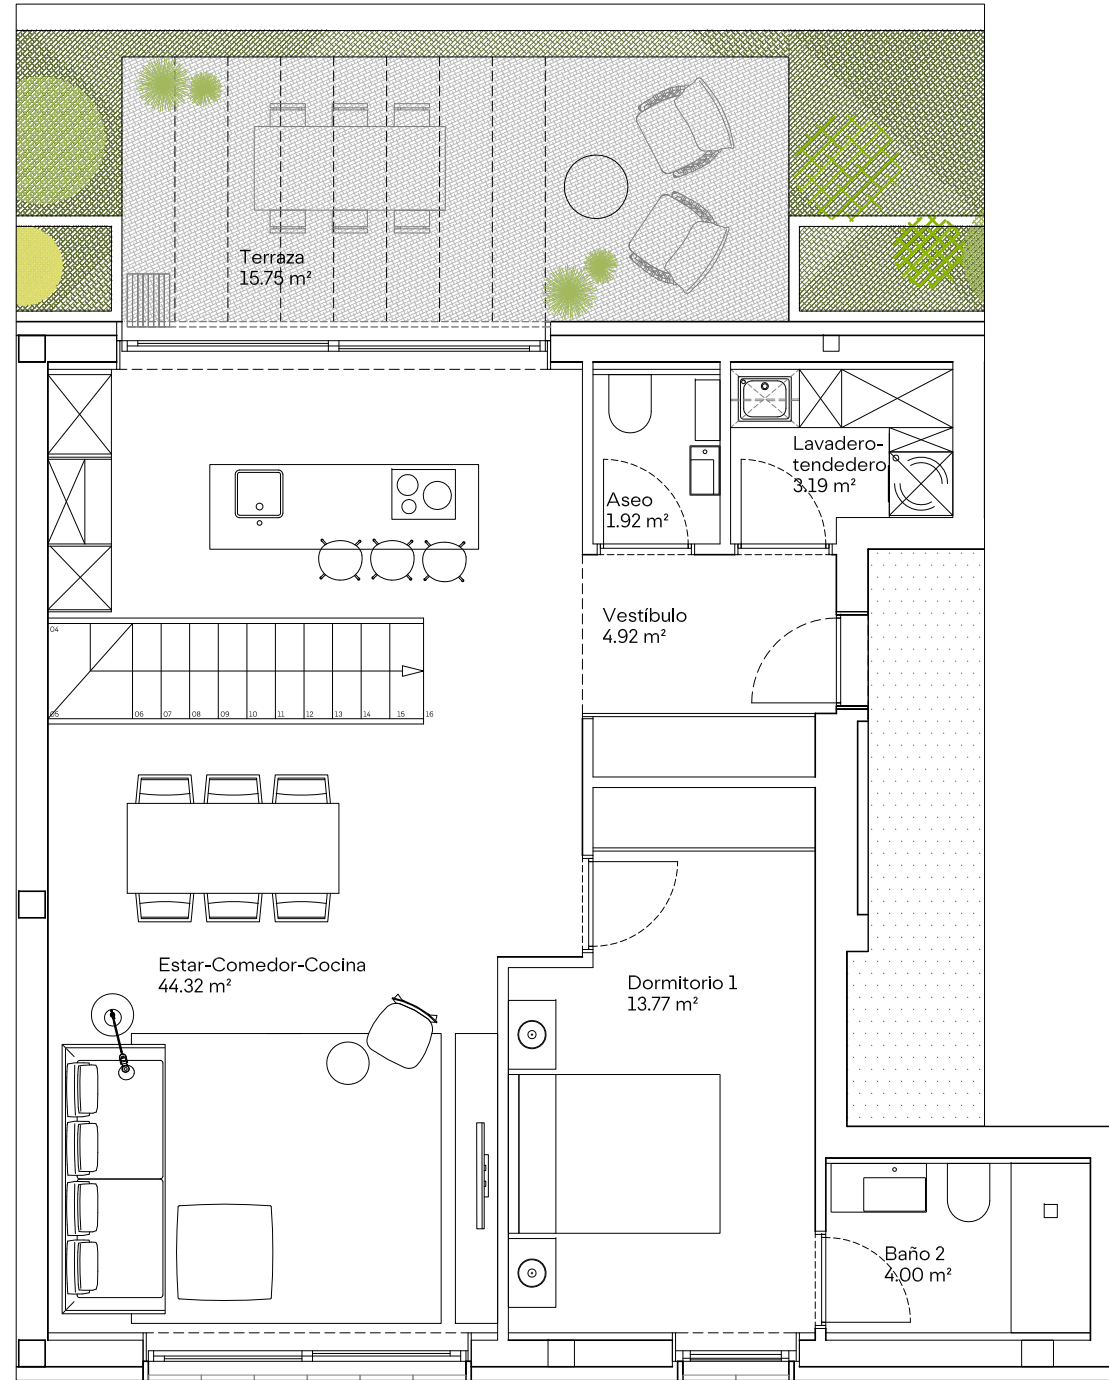 Terraza
15.75 m²
Lavadero-
tendedero
3.19 m²
Aseo
1.92 m²
Vestíbulo
4.92 m²
04
05
06
07
08
09
10
11
12
13
14
15
16
Estar-Comedor-Cocina
44.32 m²
Dormitorio 1
13.77 m²
Baño 2
4.00 m²